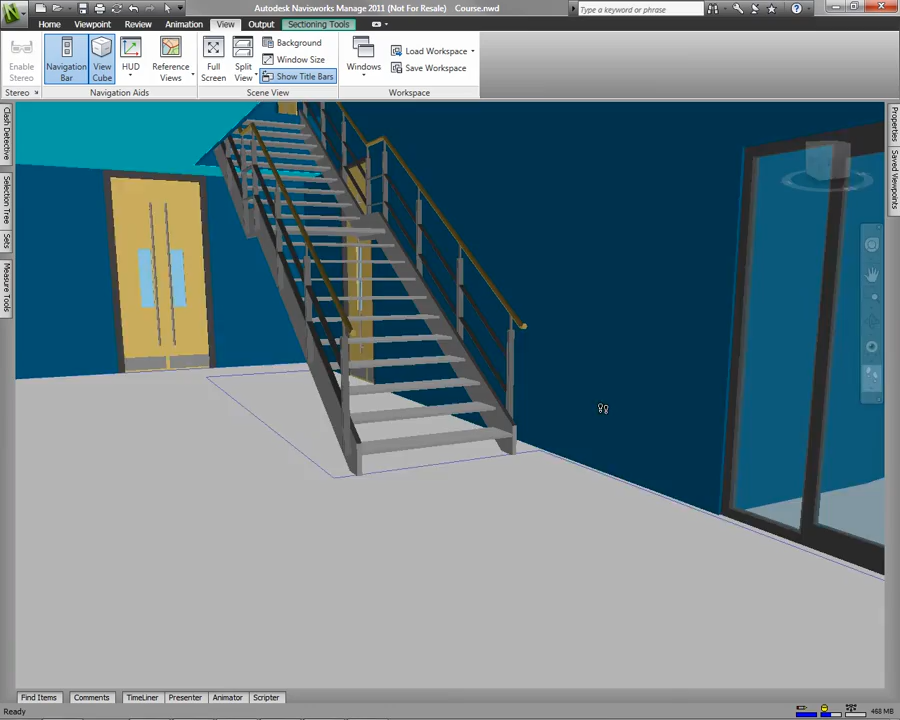 Autodesk Navisworks Manage 2011 (Not For Resale) Course.nwd
Type a keyword or phrase
Home Viewpoint Review Animation View Output Sectioning Tools
Enable Stereo
Stereo
Navigation Bar
View Cube
HUD
Reference Views
Navigation Aids
Full Screen
Split View
Background
Window Size
Show Title Bars
Scene View
Windows
Load Workspace
Save Workspace
Workspace
Clash Detective
Selection Tree
Sets
Measure Tools
Properties
Saved Viewpoints
Find Items Comments TimeLiner Presenter Animator Scripter
Ready
468 MB